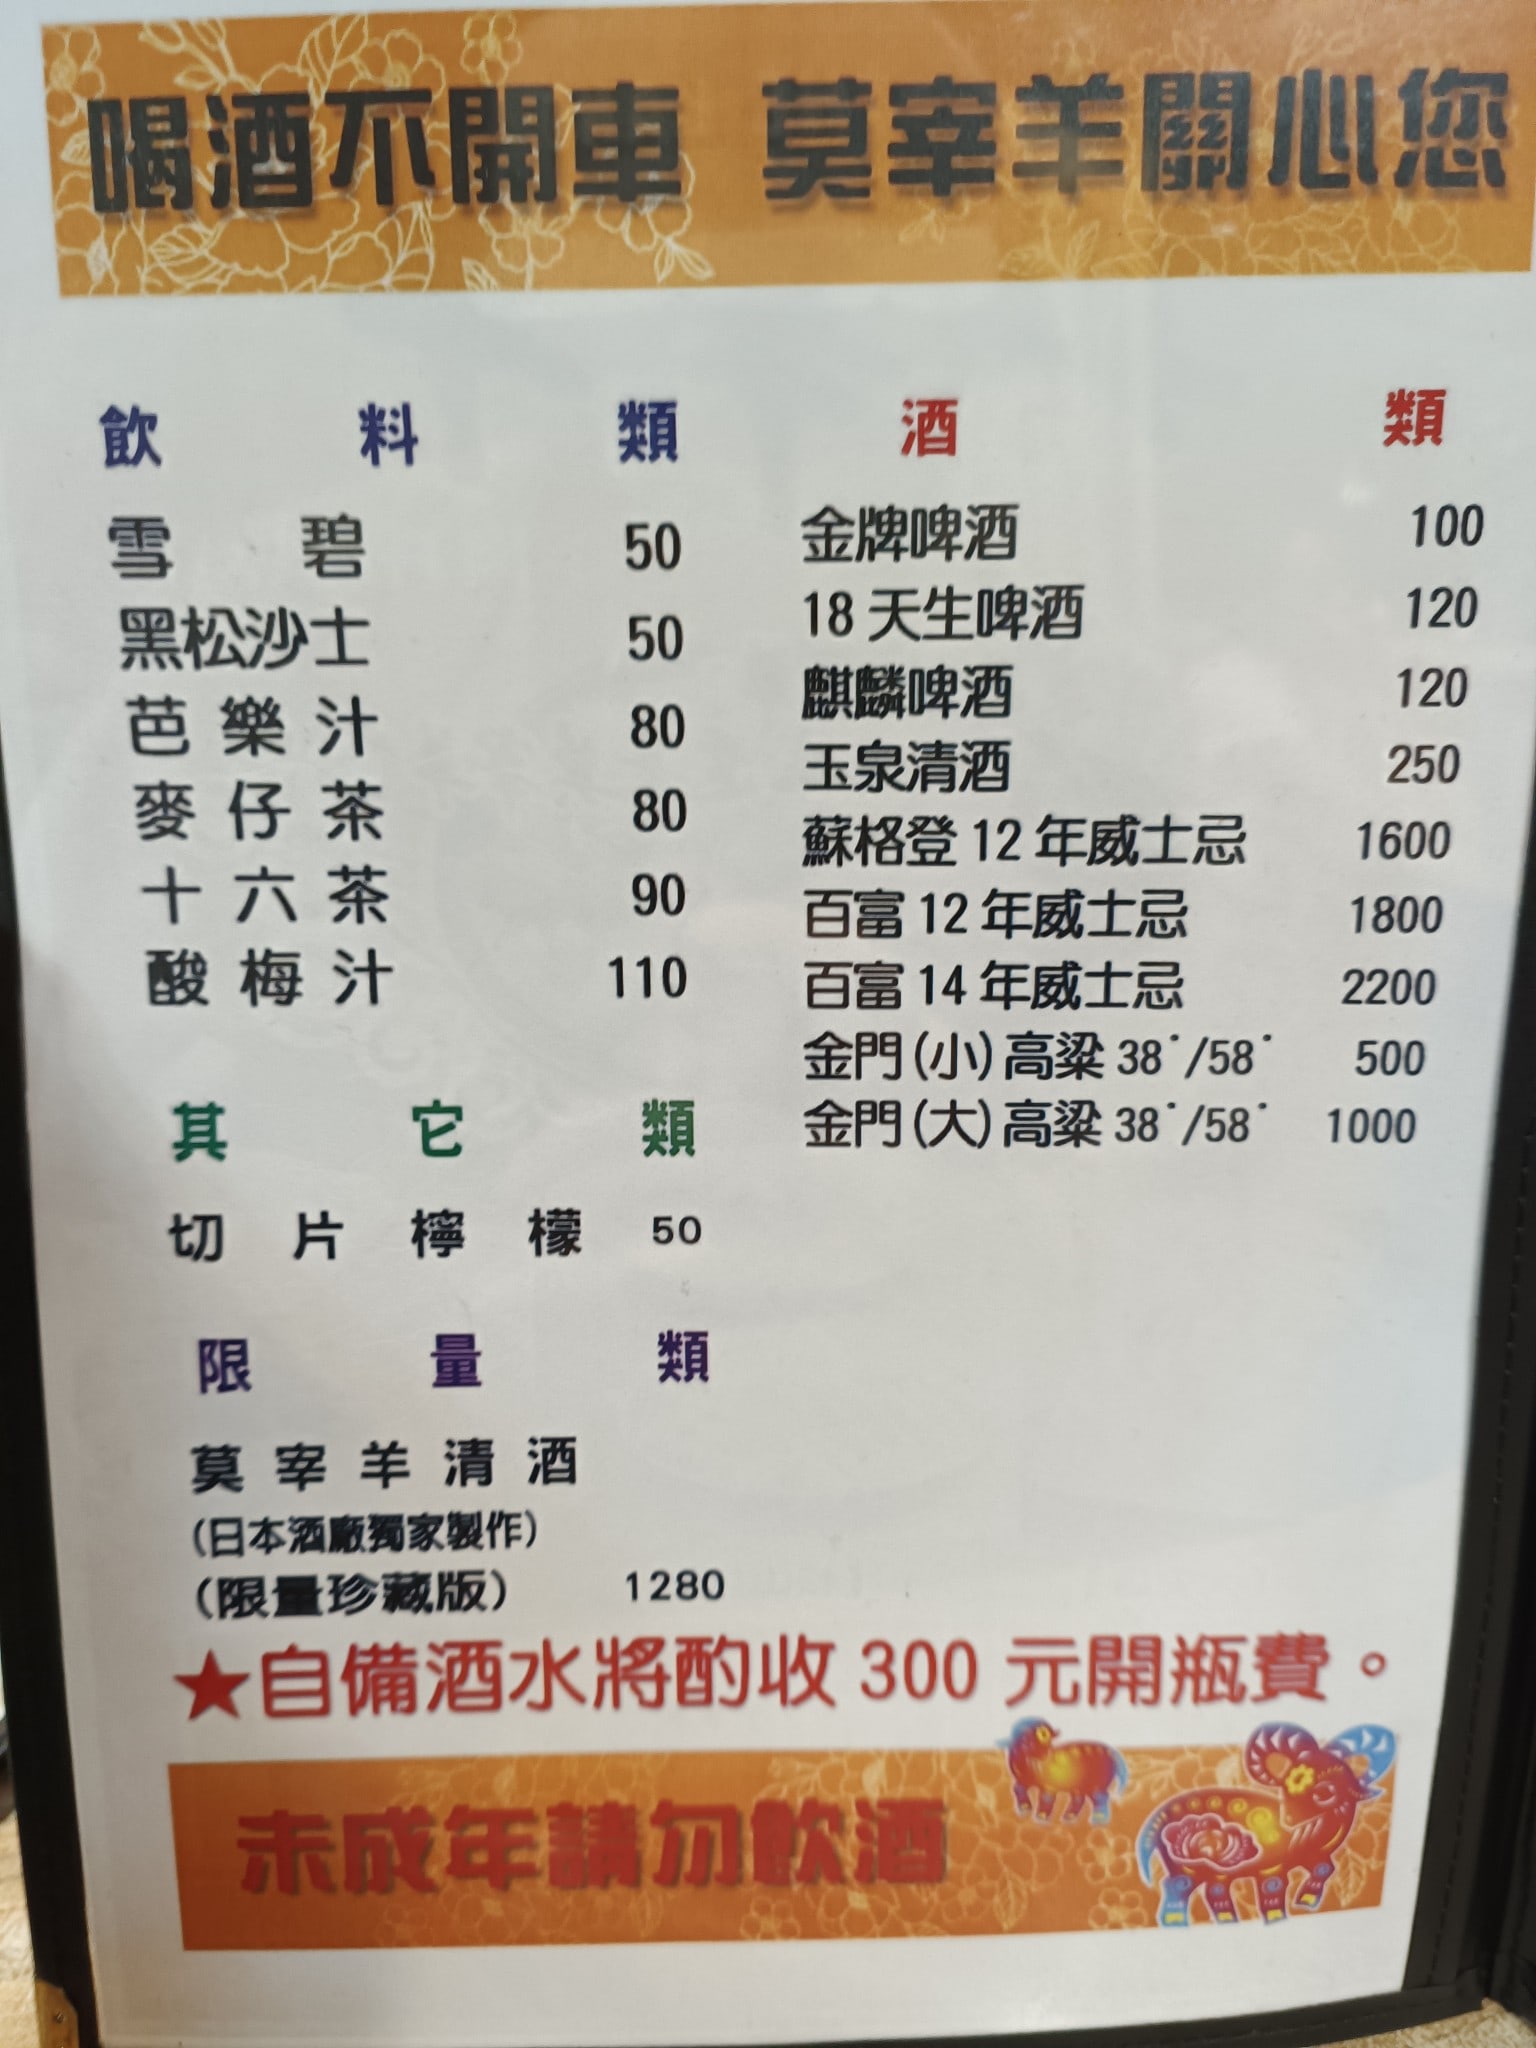 喝酒不開車 莫宰羊關心您
飲料類
雪碧 50
黑松沙士 50
芭樂汁 80
麥仔茶 80
十六茶 90
酸梅汁 110
其它類
切片檸檬 50
限量類
莫宰羊清酒
(日本酒廠獨家製作)
(限量珍藏版) 1280
酒類
金牌啤酒 100
18天生啤酒 120
麒麟啤酒 120
玉泉清酒 250
蘇格登12年威士忌 1600
百富12年威士忌 1800
百富14年威士忌 2200
金門(小)高粱38˙/58˙ 500
金門(大)高粱38˙/58˙ 1000
★自備酒水將酌收300元開瓶費。
未成年請勿飲酒